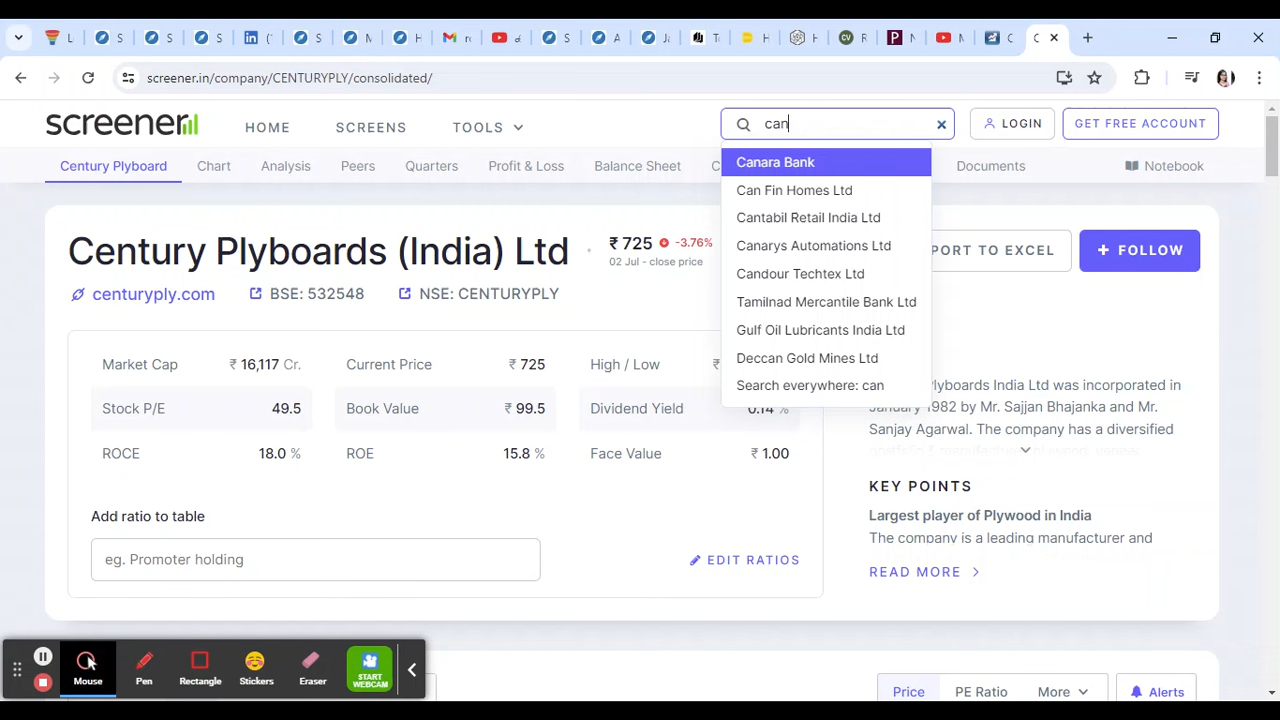 screener.in/company/CENTURYPLY/consolidated/
screener
HOME
SCREENS
TOOLS
can
LOGIN
GET FREE ACCOUNT
Century Plyboard
Chart
Analysis
Peers
Quarters
Profit & Loss
Balance Sheet
Documents
Notebook
Canara Bank
Can Fin Homes Ltd
Cantabil Retail India Ltd
Canarys Automations Ltd
Candour Techtex Ltd
Tamilnad Mercantile Bank Ltd
Gulf Oil Lubricants India Ltd
Deccan Gold Mines Ltd
Search everywhere: can
Century Plyboards (India) Ltd
₹ 725 -3.76%
02 Jul - close price
PORT TO EXCEL
+ FOLLOW
centuryply.com
BSE: 532548
NSE: CENTURYPLY
Market Cap ₹ 16,117 Cr.
Current Price ₹ 725
High / Low ₹
Stock P/E 49.5
Book Value ₹ 99.5
Dividend Yield 0.14 %
ROCE 18.0 %
ROE 15.8 %
Face Value ₹ 1.00
Add ratio to table
eg. Promoter holding
EDIT RATIOS
Plyboards India Ltd was incorporated in
January 1982 by Mr. Sajjan Bhajanka and Mr.
Sanjay Agarwal. The company has a diversified
KEY POINTS
Largest player of Plywood in India
The company is a leading manufacturer and
READ MORE
Mouse
Pen
Rectangle
Stickers
Eraser
START
WEBCAM
Price
PE Ratio
More
Alerts